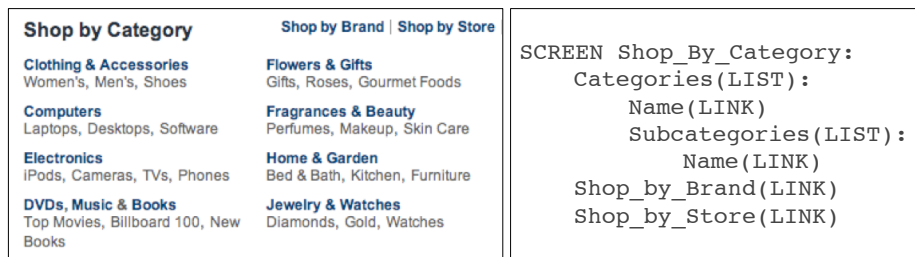 Shop by Category
Shop by Brand | Shop by Store
Clothing & Accessories
Women's, Men's, Shoes
Computers
Laptops, Desktops, Software
Electronics
iPods, Cameras, TVs, Phones
DVDs, Music & Books
Top Movies, Billboard 100, New
Books
Flowers & Gifts
Gifts, Roses, Gourmet Foods
Fragrances & Beauty
Perfumes, Makeup, Skin Care
Home & Garden
Bed & Bath, Kitchen, Furniture
Jewelry & Watches
Diamonds, Gold, Watches
SCREEN Shop_By_Category:
Categories(LIST):
Name(LINK)
Subcategories(LIST):
Name(LINK)
Shop_by_Brand(LINK)
Shop_by_Store(LINK)